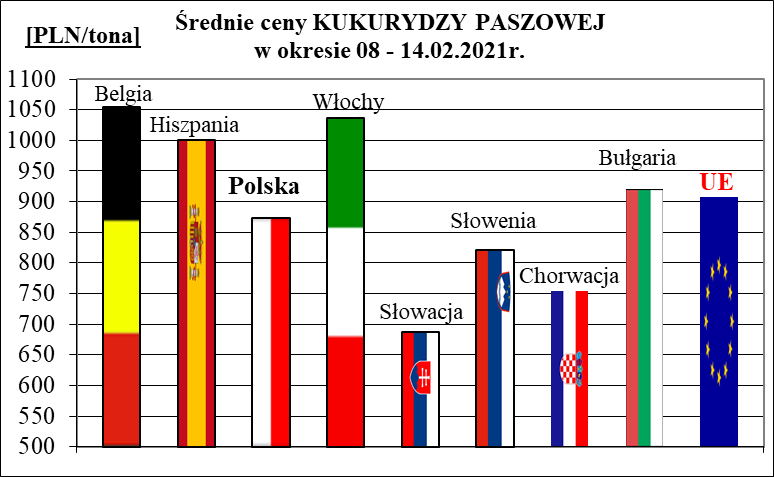 Średnie ceny KUKURYDZY PASZOWEJ
w okresie 08 - 14.02.2021r.
[PLN/tona]
1100
1050
1000
950
900
850
800
750
700
650
600
550
500
Belgia
Hiszpania
Polska
Włochy
Słowacja
Słowenia
Chorwacja
Bułgaria
UE